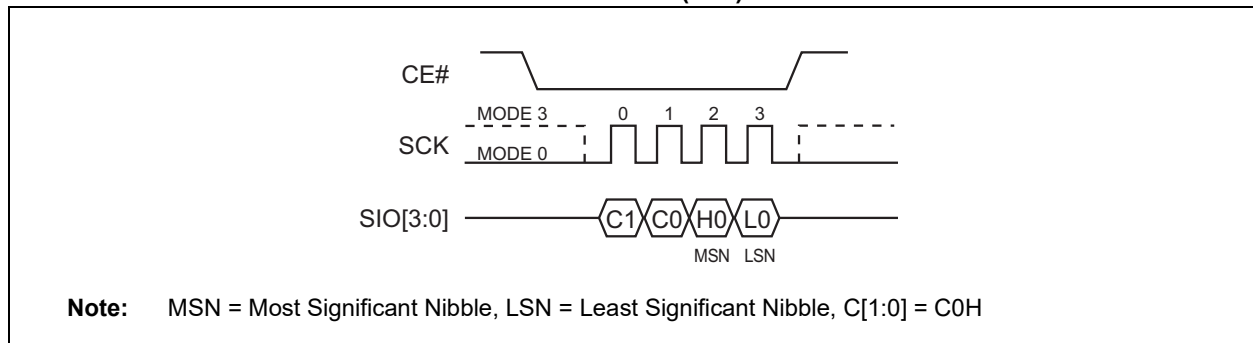 CE#
MODE 3 0 1 2 3
SCK
MODE 0
SIO[3:0] C1 C0 H0 L0
MSN LSN
Note: MSN = Most Significant Nibble, LSN = Least Significant Nibble, C[1:0] = C0H